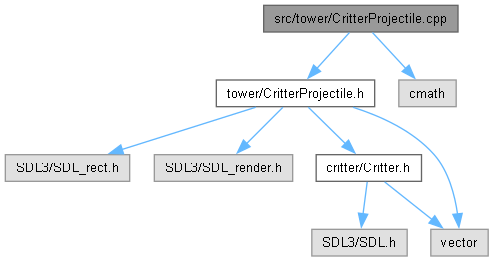 src/tower/CritterProjectile.cpp
tower/CritterProjectile.h
cmath
SDL3/SDL_rect.h
SDL3/SDL_render.h
critter/Critter.h
SDL3/SDL.h
vector